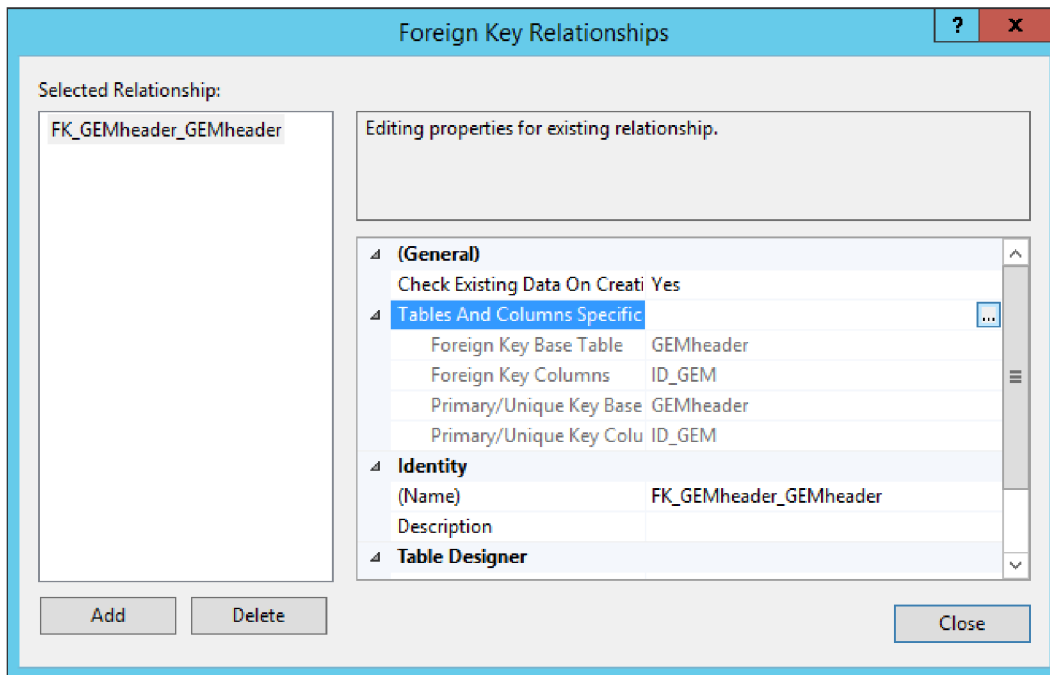 Foreign Key Relationships
?
x
Selected Relationship:
FK_GEMheader_GEMheader
Editing properties for existing relationship.
(General)
Check Existing Data On Creati Yes
Tables And Columns Specific ...
Foreign Key Base Table GEMheader
Foreign Key Columns ID_GEM
Primary/Unique Key Base GEMheader
Primary/Unique Key Colu ID_GEM
Identity
(Name) FK_GEMheader_GEMheader
Description
Table Designer
Add Delete
Close